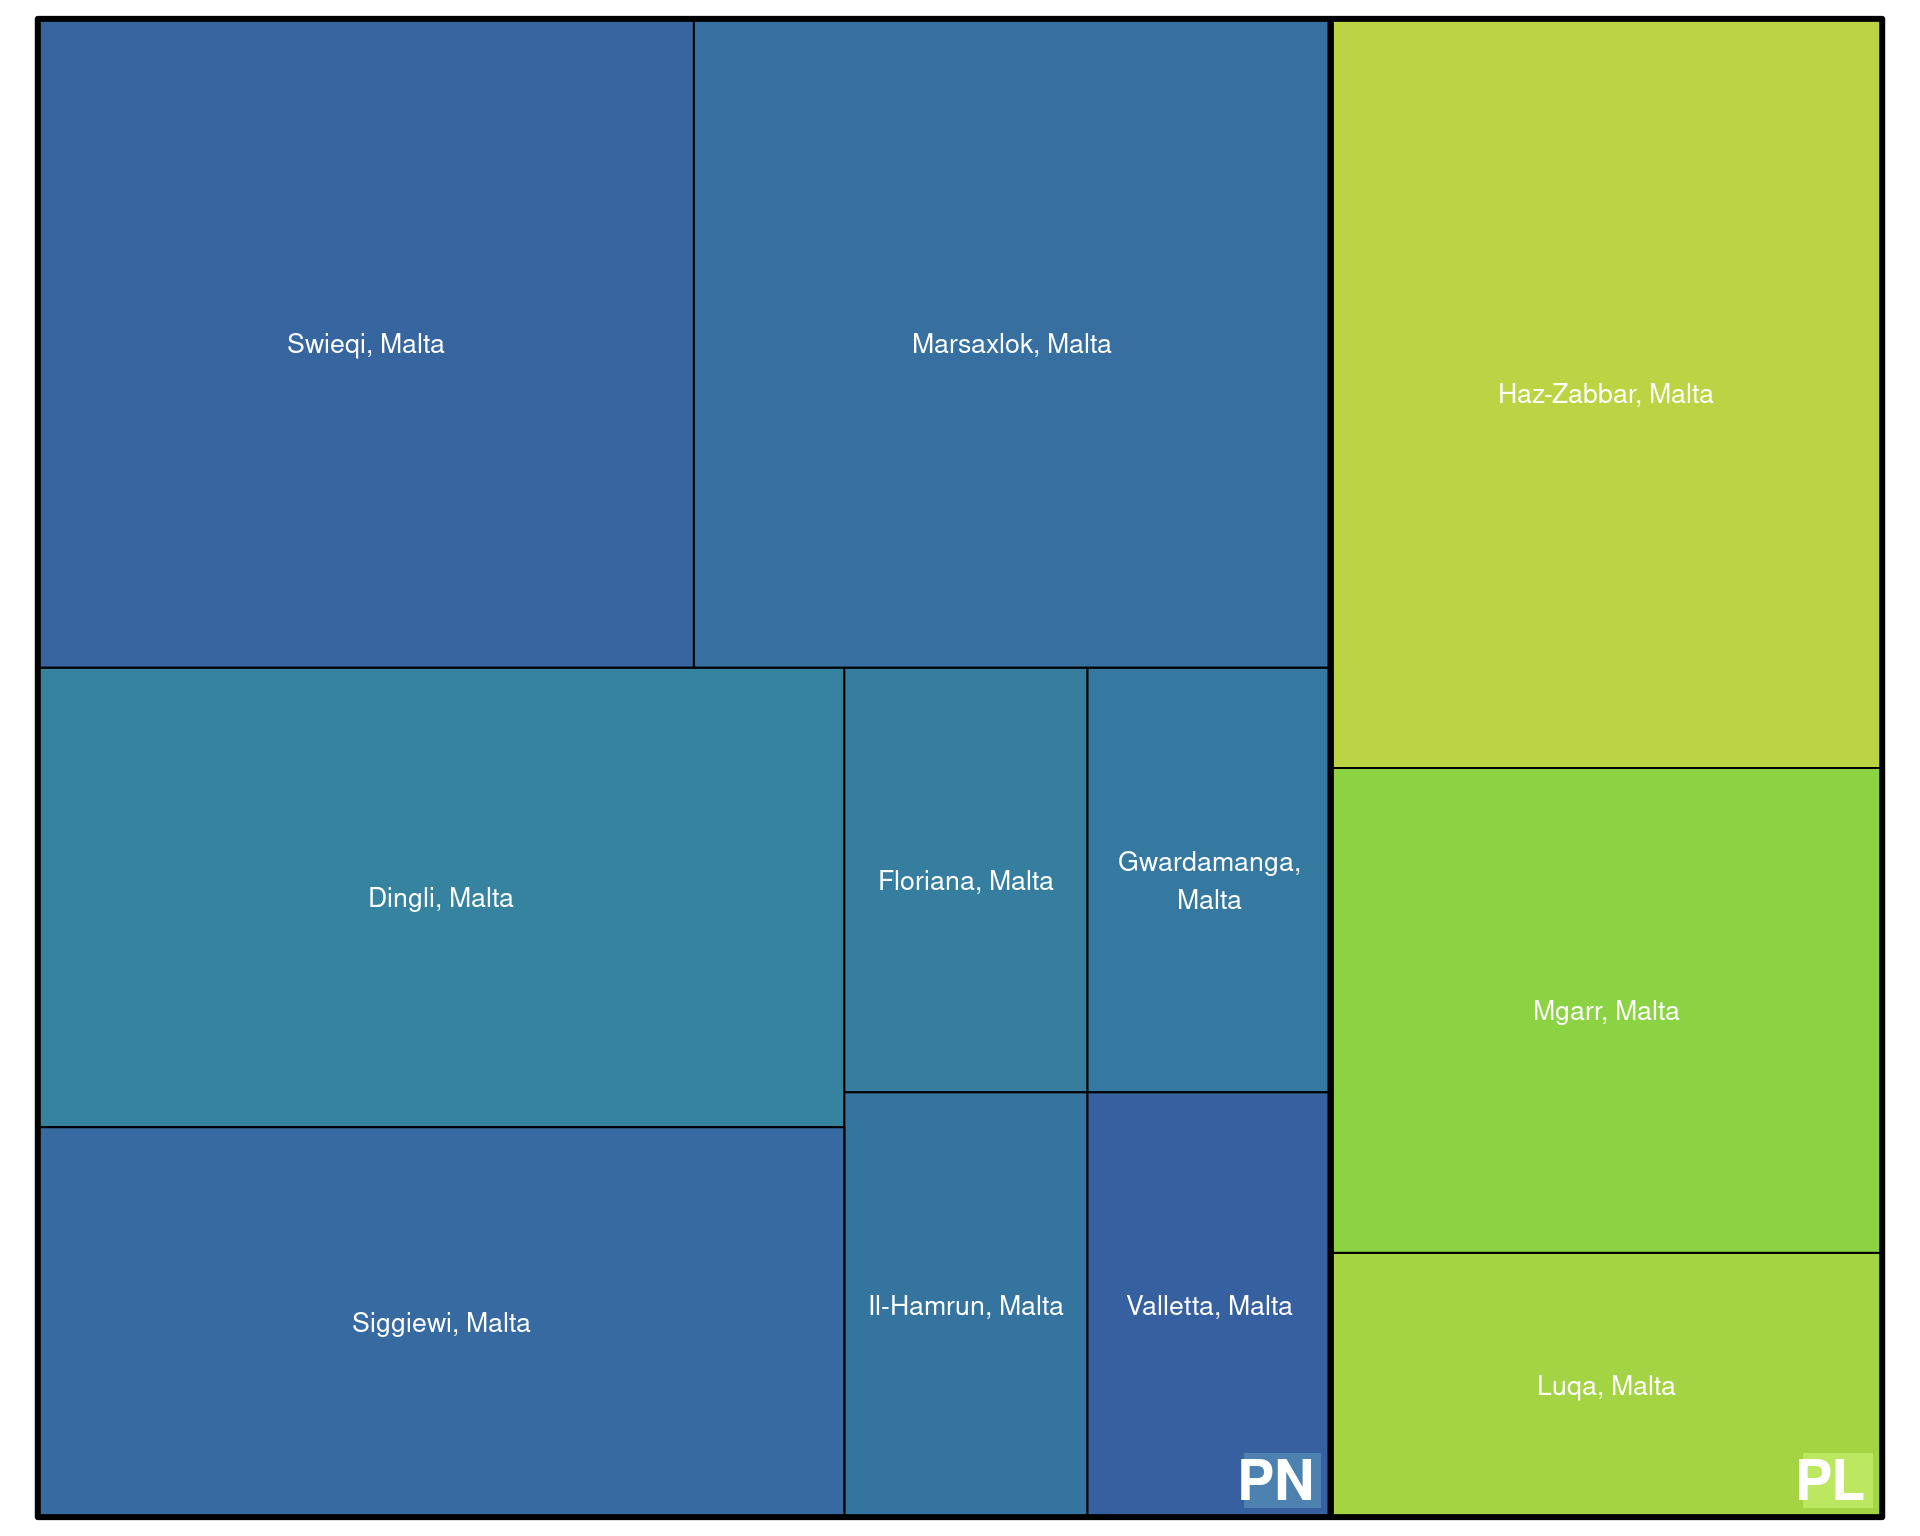 Swieqi, Malta
Marsaxlok, Malta
Haz-Zabbar, Malta
Dingli, Malta
Floriana, Malta
Gwardamanga,
Malta
Mgarr, Malta
Siggiewi, Malta
Il-Hamrun, Malta
Valletta, Malta
Luqa, Malta
PN
PL